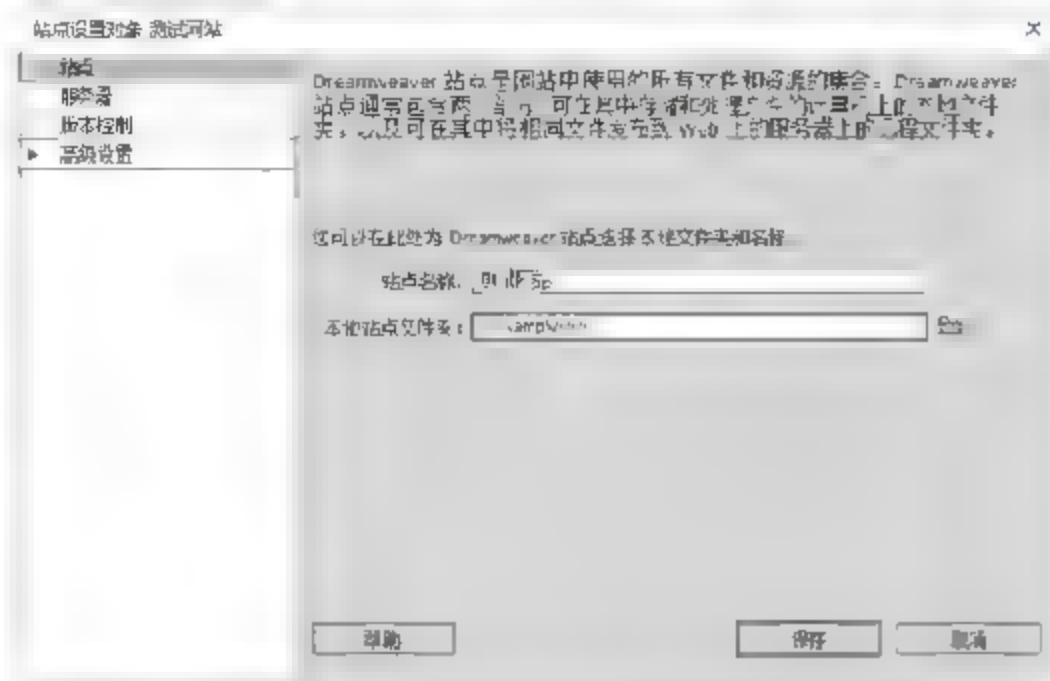 站点设置对象 测试网站
站点
服务器
版本控制
高级设置
Dreamweaver 站点是网站中使用的所有文件和资源的集合。Dreamweaver
站点通常包含两个部分：可在其中存储和处理文件的计算机上的本地文件
夹，以及可在其中将相同文件发布到 Web 上的服务器上的远程文件夹。
您可以在此处为 Dreamweaver 站点选择本地文件夹和名称
站点名称：
本地站点文件夹：
帮助
保存
取消